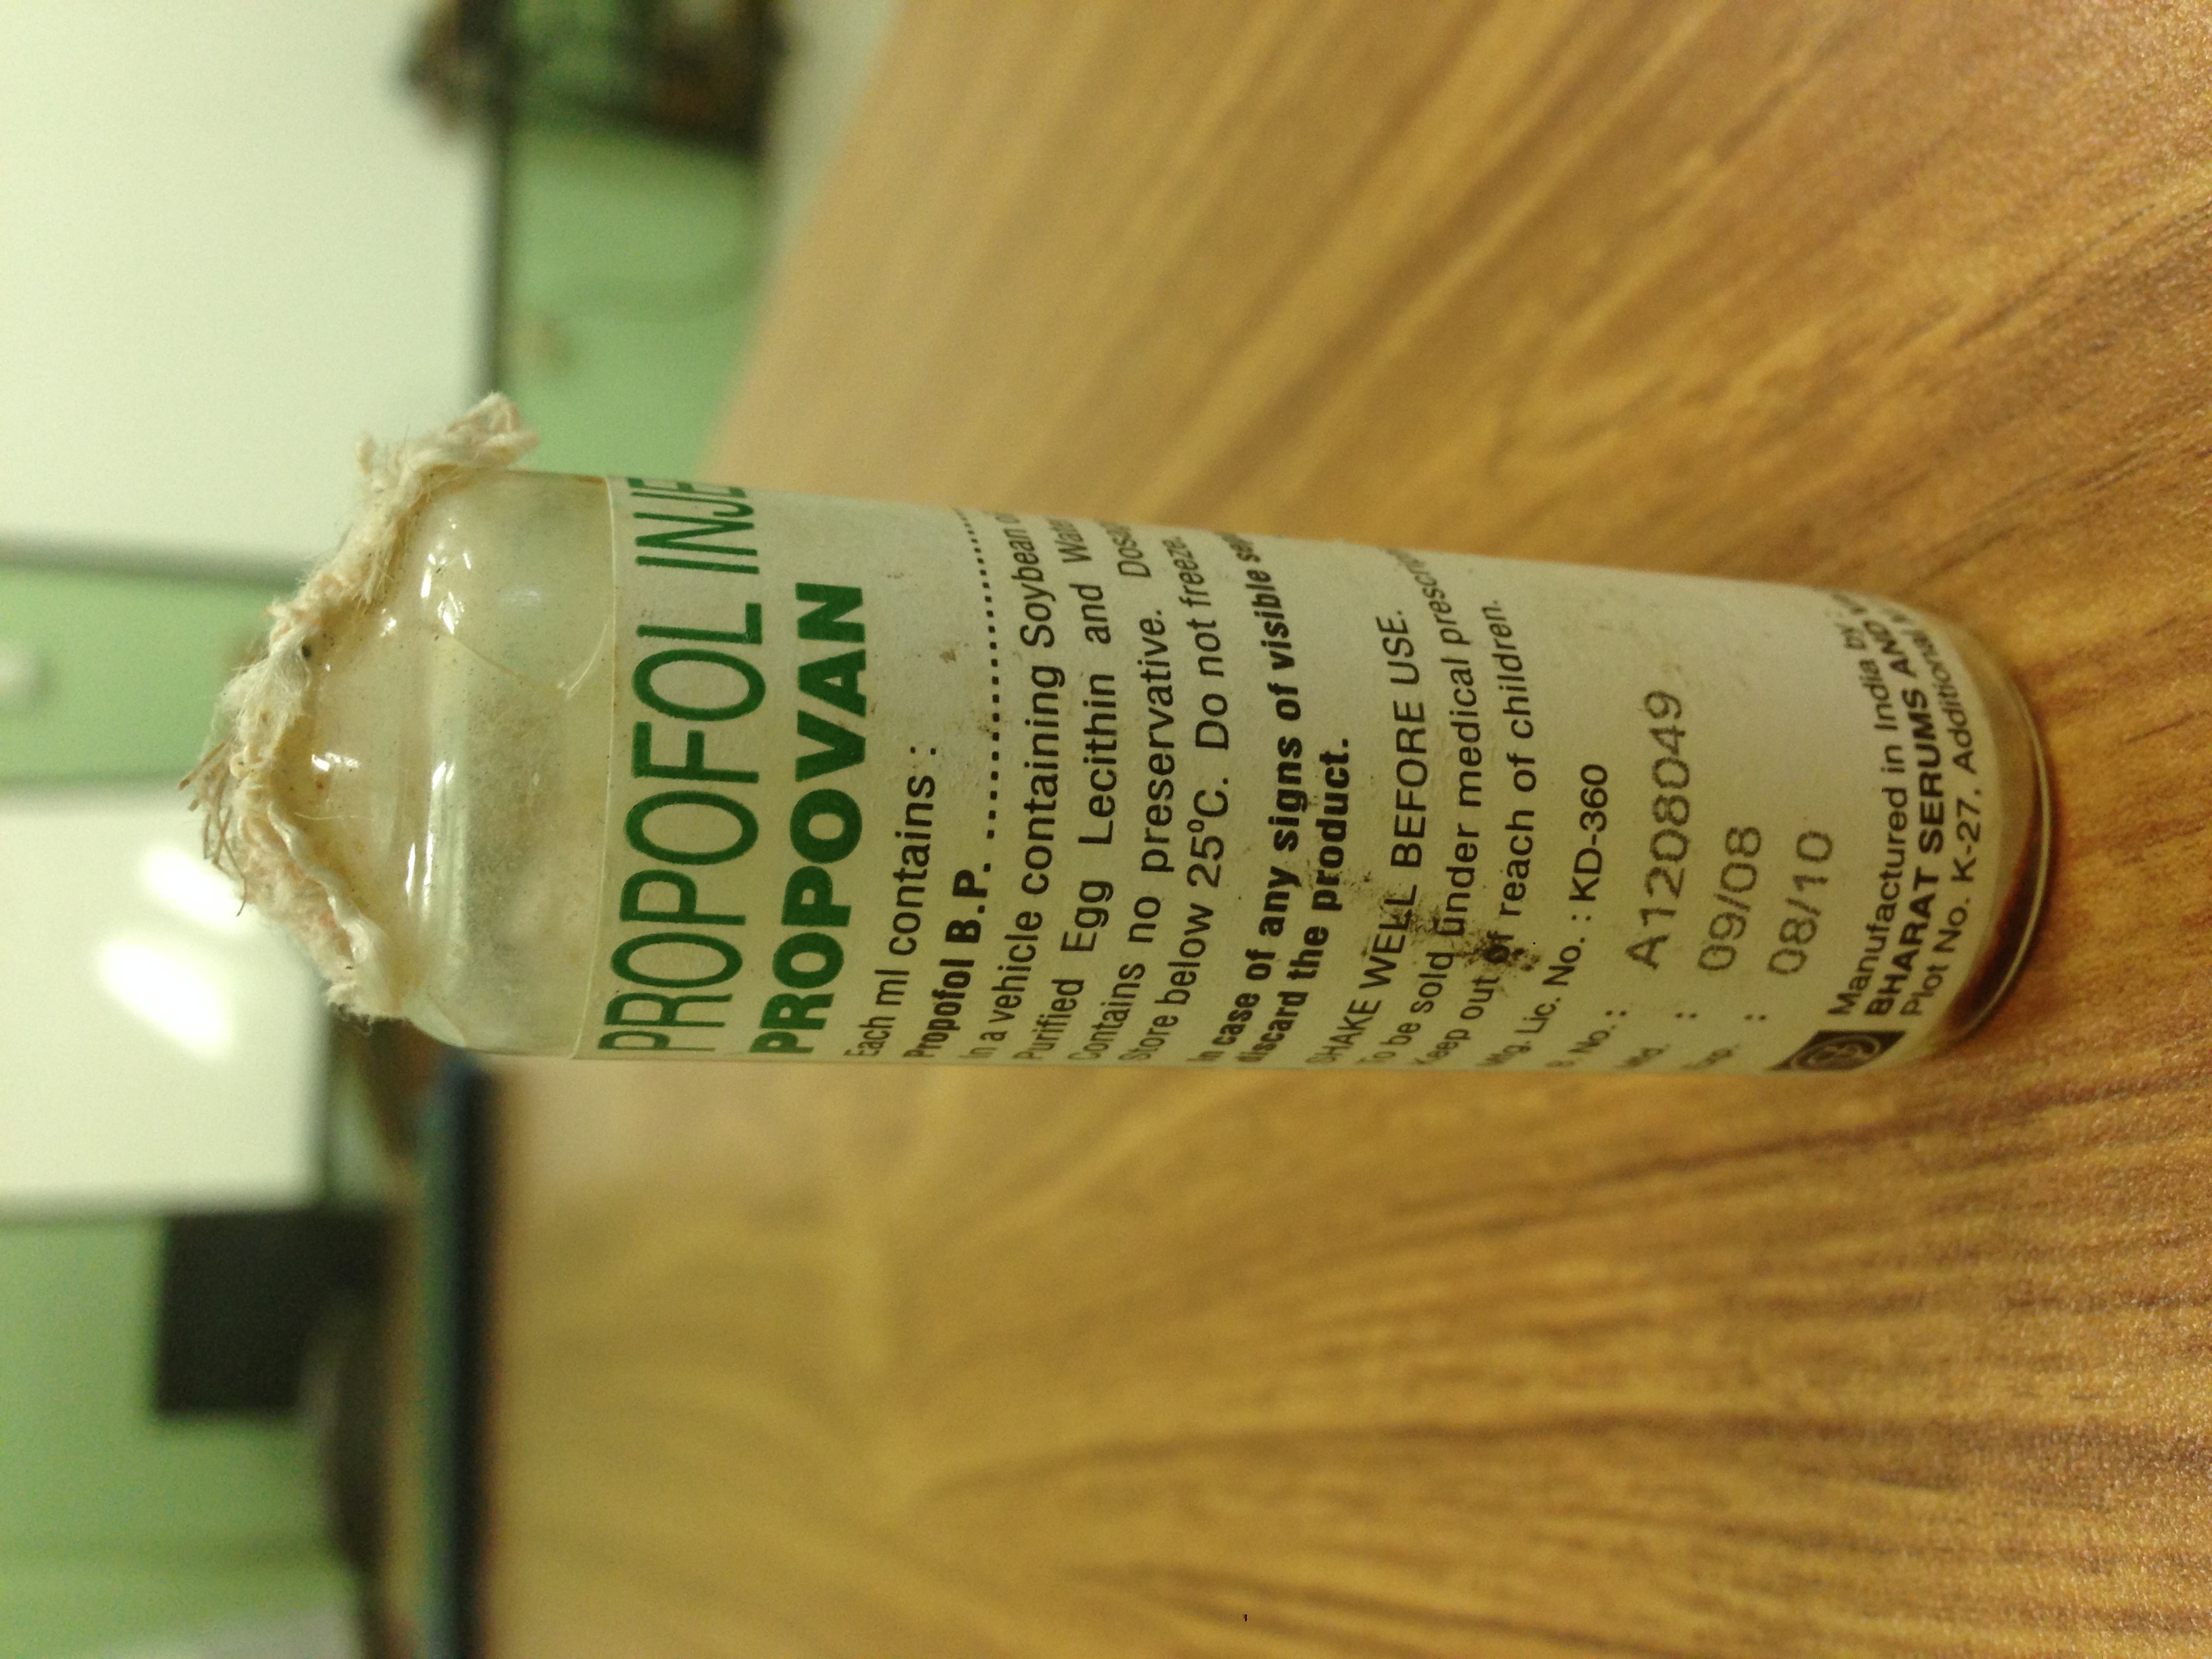 PROPOFOL
PROPOVAN
Each ml contains :
Propofol B.P. ....................
In a vehicle containing Soybean
Purified Egg Lecithin and
Contains no preservative.
Store below 25°C. Do not freeze.
In case of any signs of visible
discard the product.
SHAKE WELL BEFORE USE.
To be sold under medical
Keep out of reach of children.
Mfg. Lic. No. : KD-360
B. No. : A1208049
Mfg. : 09/08
Exp. : 08/10
Manufactured in India by
BHARAT SERUMS AND
Plot No. K-27, Additional